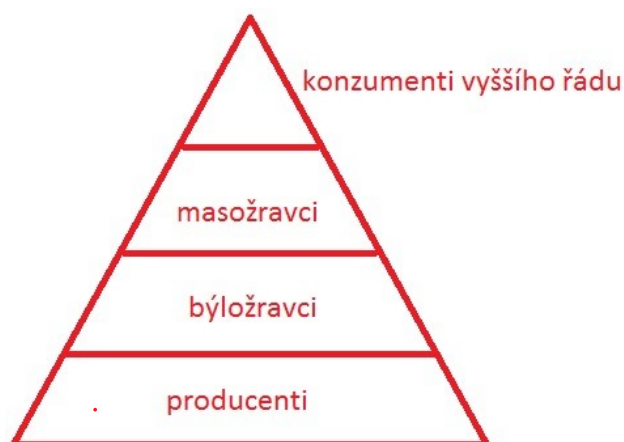 konzumenti vyššího řádu
masožravci
býložravci
producenti